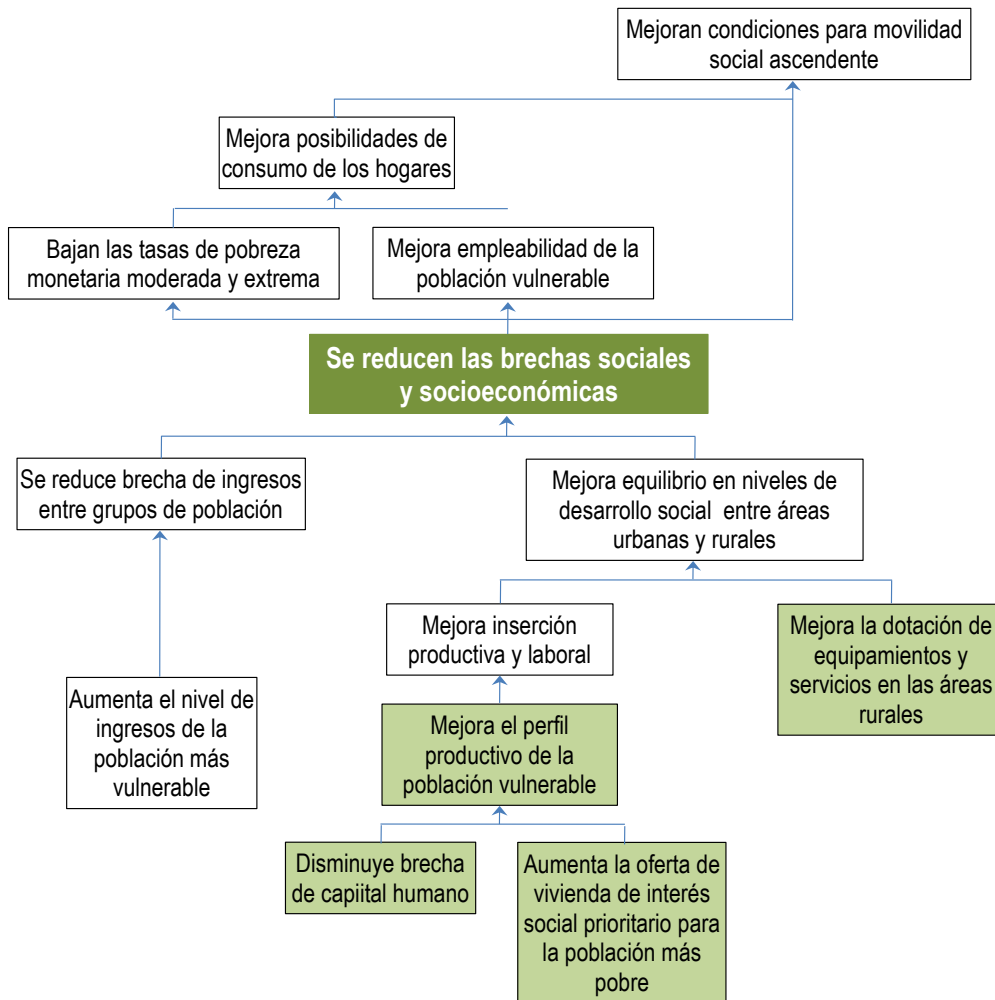 Mejoran condiciones para movilidad
social ascendente
Mejora posibilidades de
consumo de los hogares
Bajan las tasas de pobreza
monetaria moderada y extrema
Mejora empleabilidad de la
población vulnerable
Se reducen las brechas sociales
y socioeconómicas
Se reduce brecha de ingresos
entre grupos de población
Mejora equilibrio en niveles de
desarrollo social entre áreas
urbanas y rurales
Mejora inserción
productiva y laboral
Mejora la dotación de
equipamientos y
servicios en las áreas
rurales
Aumenta el nivel de
ingresos de la
población más
vulnerable
Mejora el perfil
productivo de la
población vulnerable
Disminuye brecha
de capiital humano
Aumenta la oferta de
vivienda de interés
social prioritario para
la población más
pobre